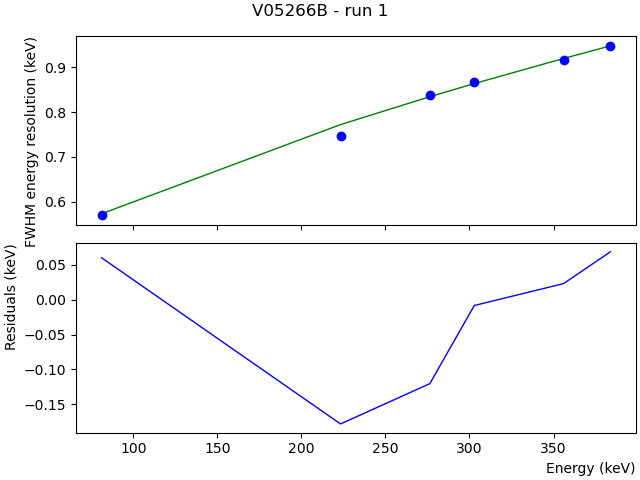 V05266B - run 1
FWHM energy resolution (keV)
0.9
0.8
0.7
0.6
Residuals (keV)
0.05
0.00
−0.05
−0.10
−0.15
100 150 200 250 300 350
Energy (keV)